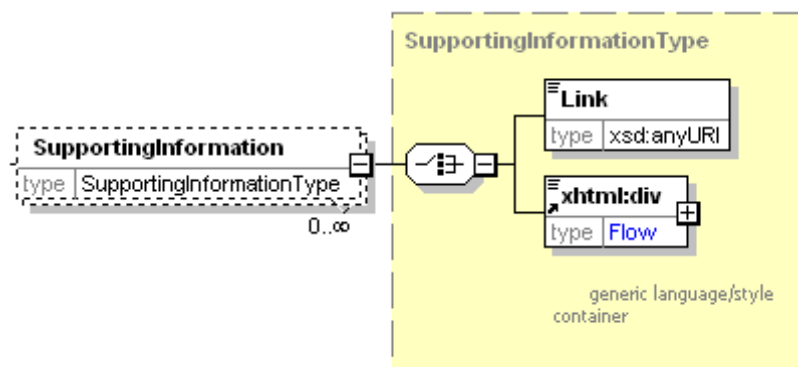 SupportingInformationType
Link
type xsd:anyURI
SupportingInformation
type SupportingInformationType
0..∞
xhtml:div
type Flow
generic language/style
container